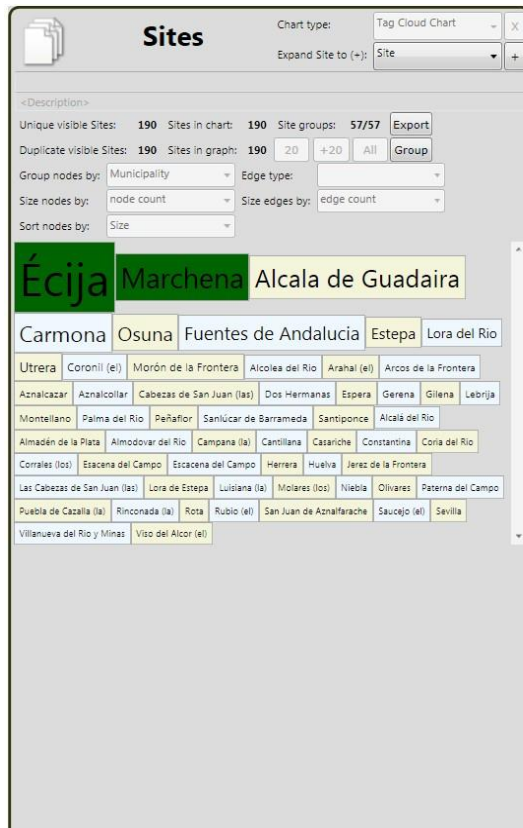 Sites
Chart type: Tag Cloud Chart X
Expand Site to (+): Site +
<Description>
Unique visible Sites: 190 Sites in chart: 190 Site groups: 57/57 Export
Duplicate visible Sites: 190 Sites in graph: 190 20 +20 All Group
Group nodes by: Municipality Edge type:
Size nodes by: node count Size edges by: edge count
Sort nodes by: Size
Écija Marchena Alcala de Guadaira
Carmona Osuna Fuentes de Andalucia Estepa Lora del Rio
Utrera Coronil (el) Morón de la Frontera Alcolea del Rio Arahal (el) Arcos de la Frontera
Aznalcazar Aznalcollar Cabezas de San Juan (las) Dos Hermanas Espera Gerena Gilena Lebrija
Montellano Palma del Rio Peñaflor Sanlúcar de Barrameda Santiponce Alcalá del Rio
Almadén de la Plata Almodovar del Rio Campana (la) Cantillana Casariche Constantina Coria del Rio
Corrales (los) Esacena del Campo Escacena del Campo Herrera Huelva Jerez de la Frontera
Las Cabezas de San Juan (las) Lora de Estepa Luisiana (la) Molares (los) Niebla Olivares Paterna del Campo
Puebla de Cazalla (la) Rinconada (la) Rota Rubio (el) San Juan de Aznalfarache Saucejo (el) Sevilla
Villanueva del Rio y Minas Viso del Alcor (el)